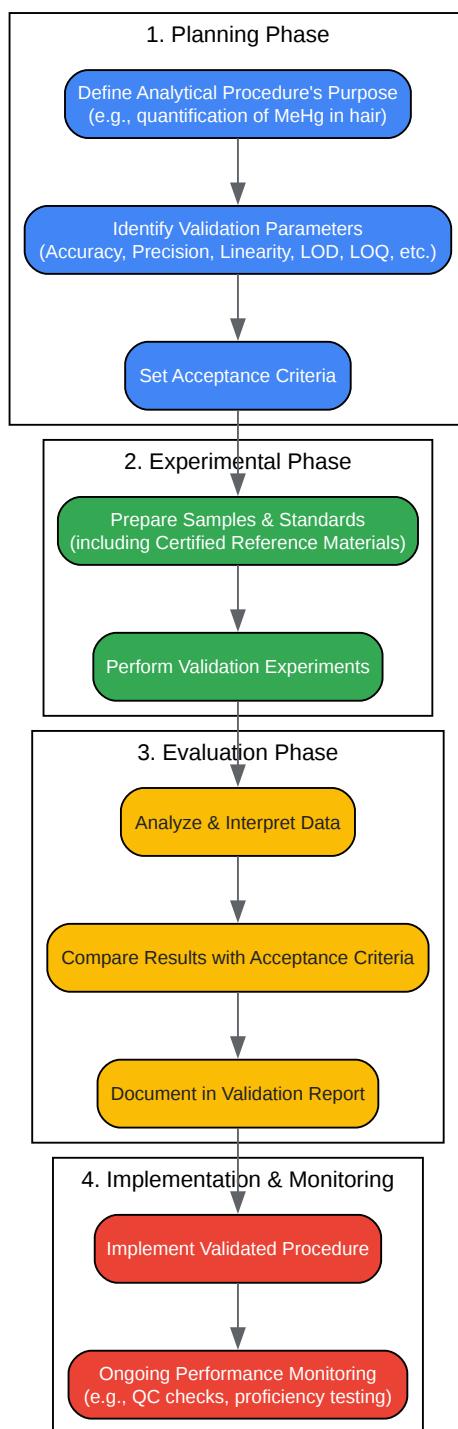 1. Planning Phase
Define Analytical Procedure's Purpose
(e.g., quantification of MeHg in hair)
Identify Validation Parameters
(Accuracy, Precision, Linearity, LOD, LOQ, etc.)
Set Acceptance Criteria
2. Experimental Phase
Prepare Samples & Standards
(including Certified Reference Materials)
Perform Validation Experiments
3. Evaluation Phase
Analyze & Interpret Data
Compare Results with Acceptance Criteria
Document in Validation Report
4. Implementation & Monitoring
Implement Validated Procedure
Ongoing Performance Monitoring
(e.g., QC checks, proficiency testing)